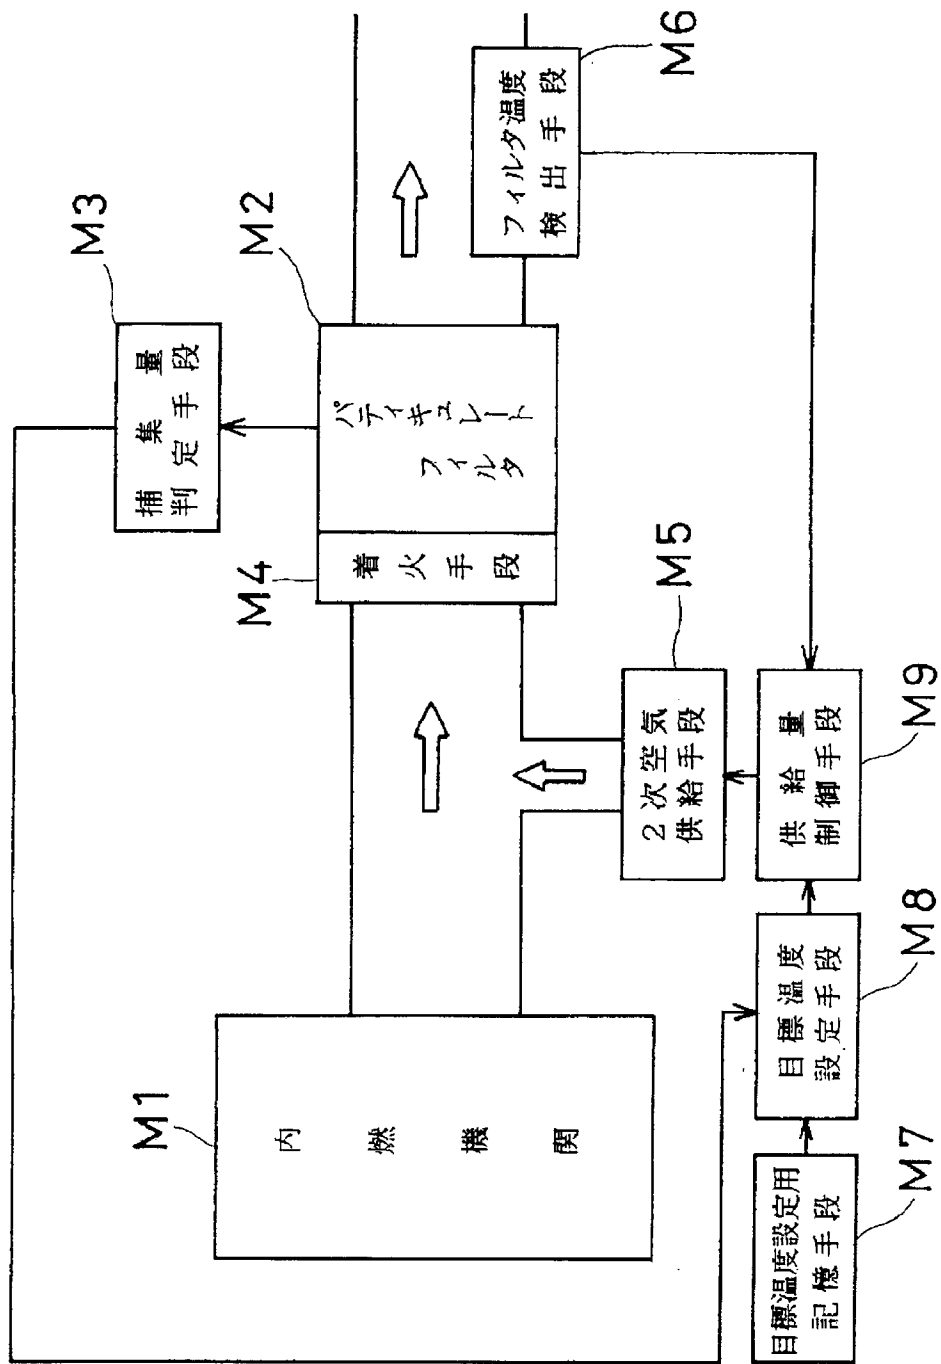 M1
内燃機関
M2
パティキュレート
フィルタ
M3
捕集量
判定手段
M4
着火手段
M5
2次空気
供給手段
M6
フィルタ温度
検出手段
M7
目標温度設定用
記憶手段
M8
目標温度
設定手段
M9
供給量
制御手段